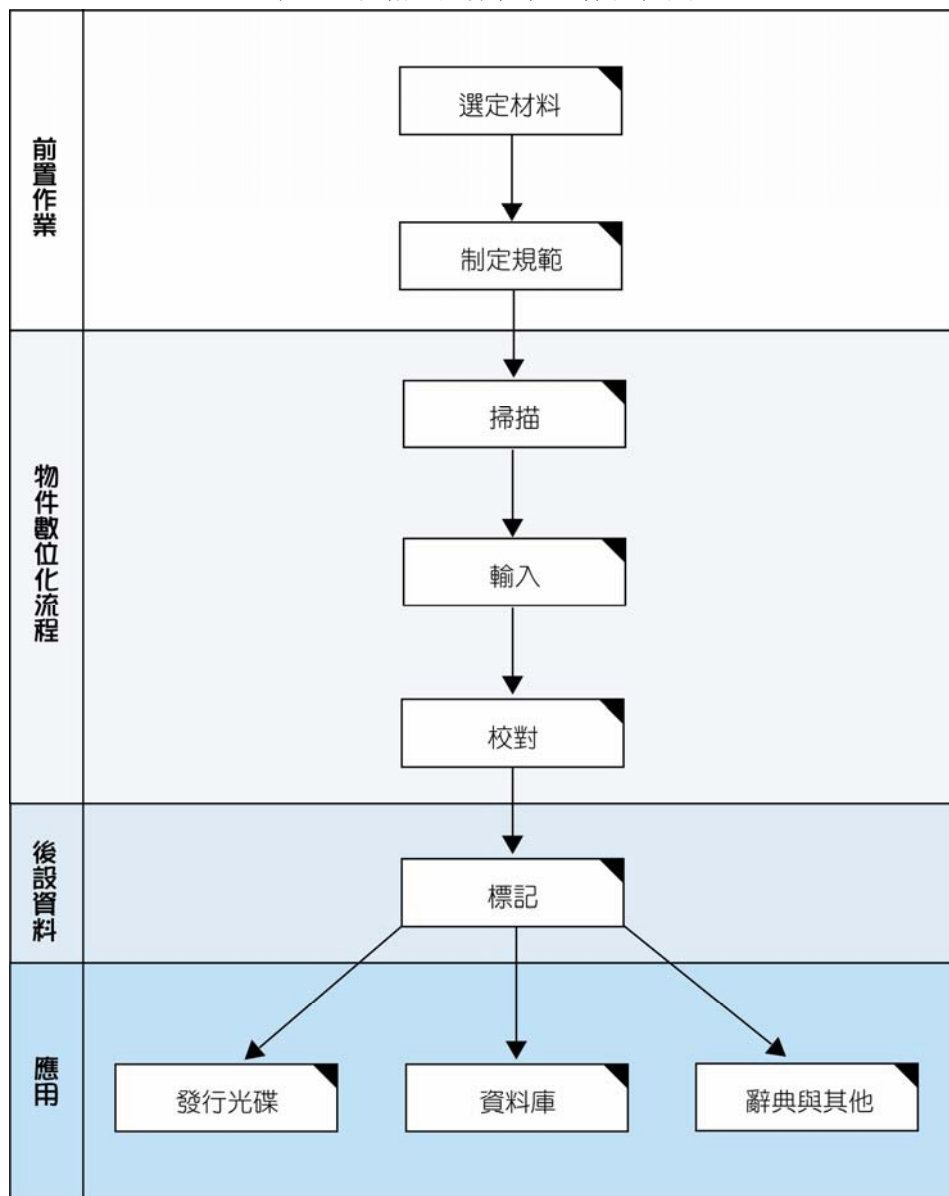 前置作業
選定材料
制定規範
物件數位化流程
掃描
輸入
校對
後設資料
標記
應用
發行光碟
資料庫
辭典與其他